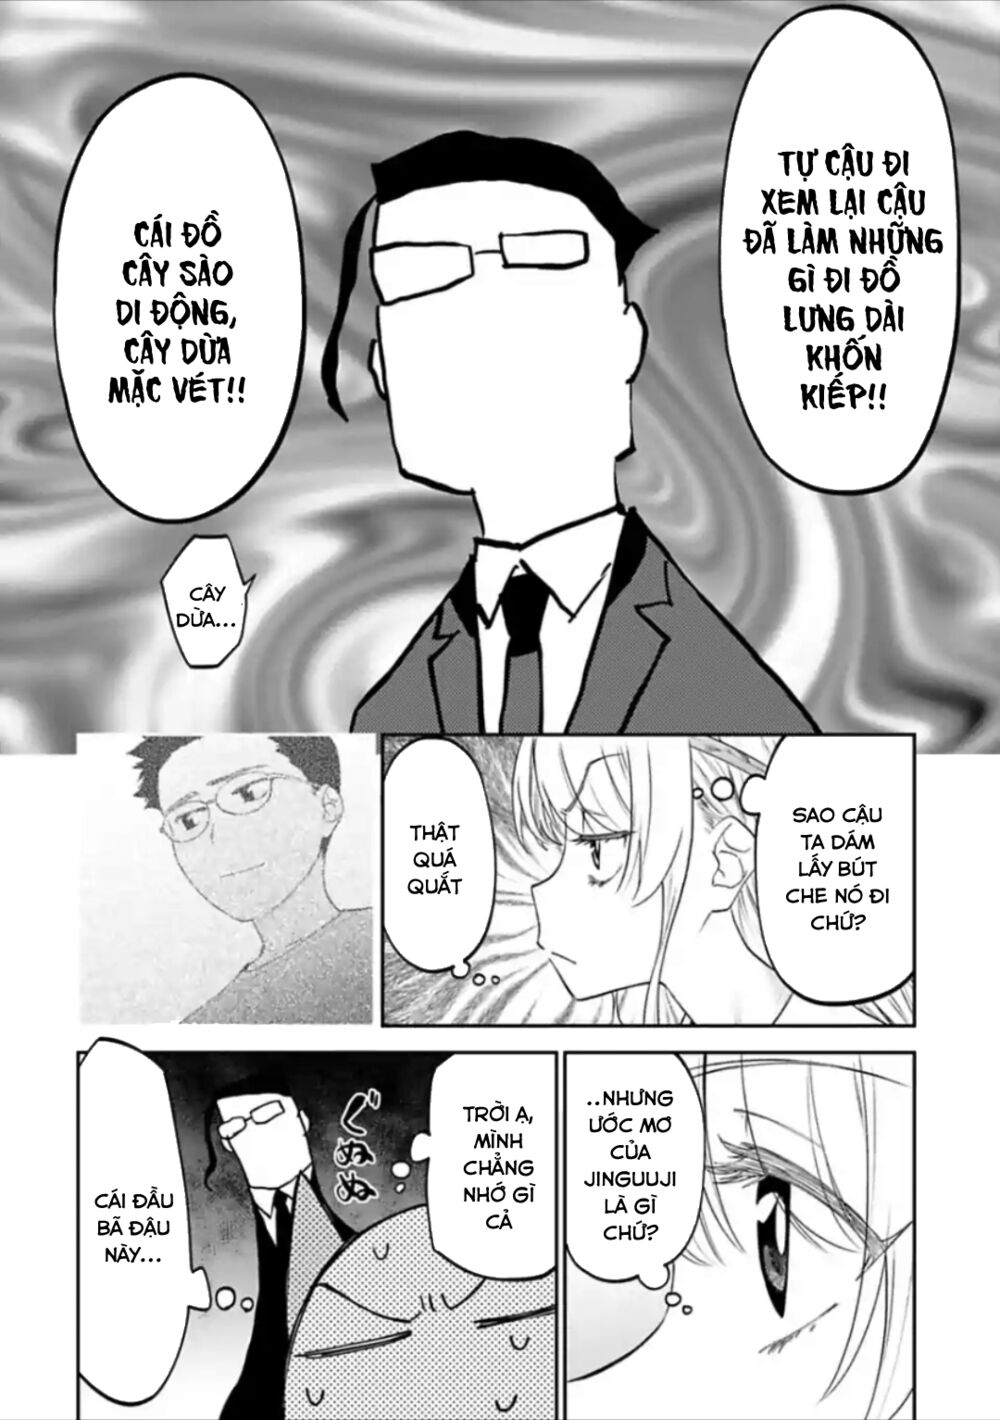 TỰ CẬU ĐI
XEM LẠI CẬU
ĐÃ LÀM NHỮNG
GÌ ĐI ĐỒ
LƯNG DÀI
KHỐN
KIẾP!!
CÁI ĐỒ
CÂY SÀO
DI ĐỘNG,
CÂY DỪA
MẶC VÉT!!
CÂY
DỪA...
SAO CẬU
TA DÁM
LẤY BÚT
CHE NÓ ĐI
CHỨ?
THẬT
QUÁ
QUẮT
..NHƯNG
ƯỚC MƠ
CỦA
JINGUUJI
LÀ GÌ
CHỨ?
TRỜI Ạ,
MÌNH
CHẲNG
NHỚ GÌ
CẢ
ぐぬぬ
CÁI ĐẦU
BÃ ĐẬU
NÀY...